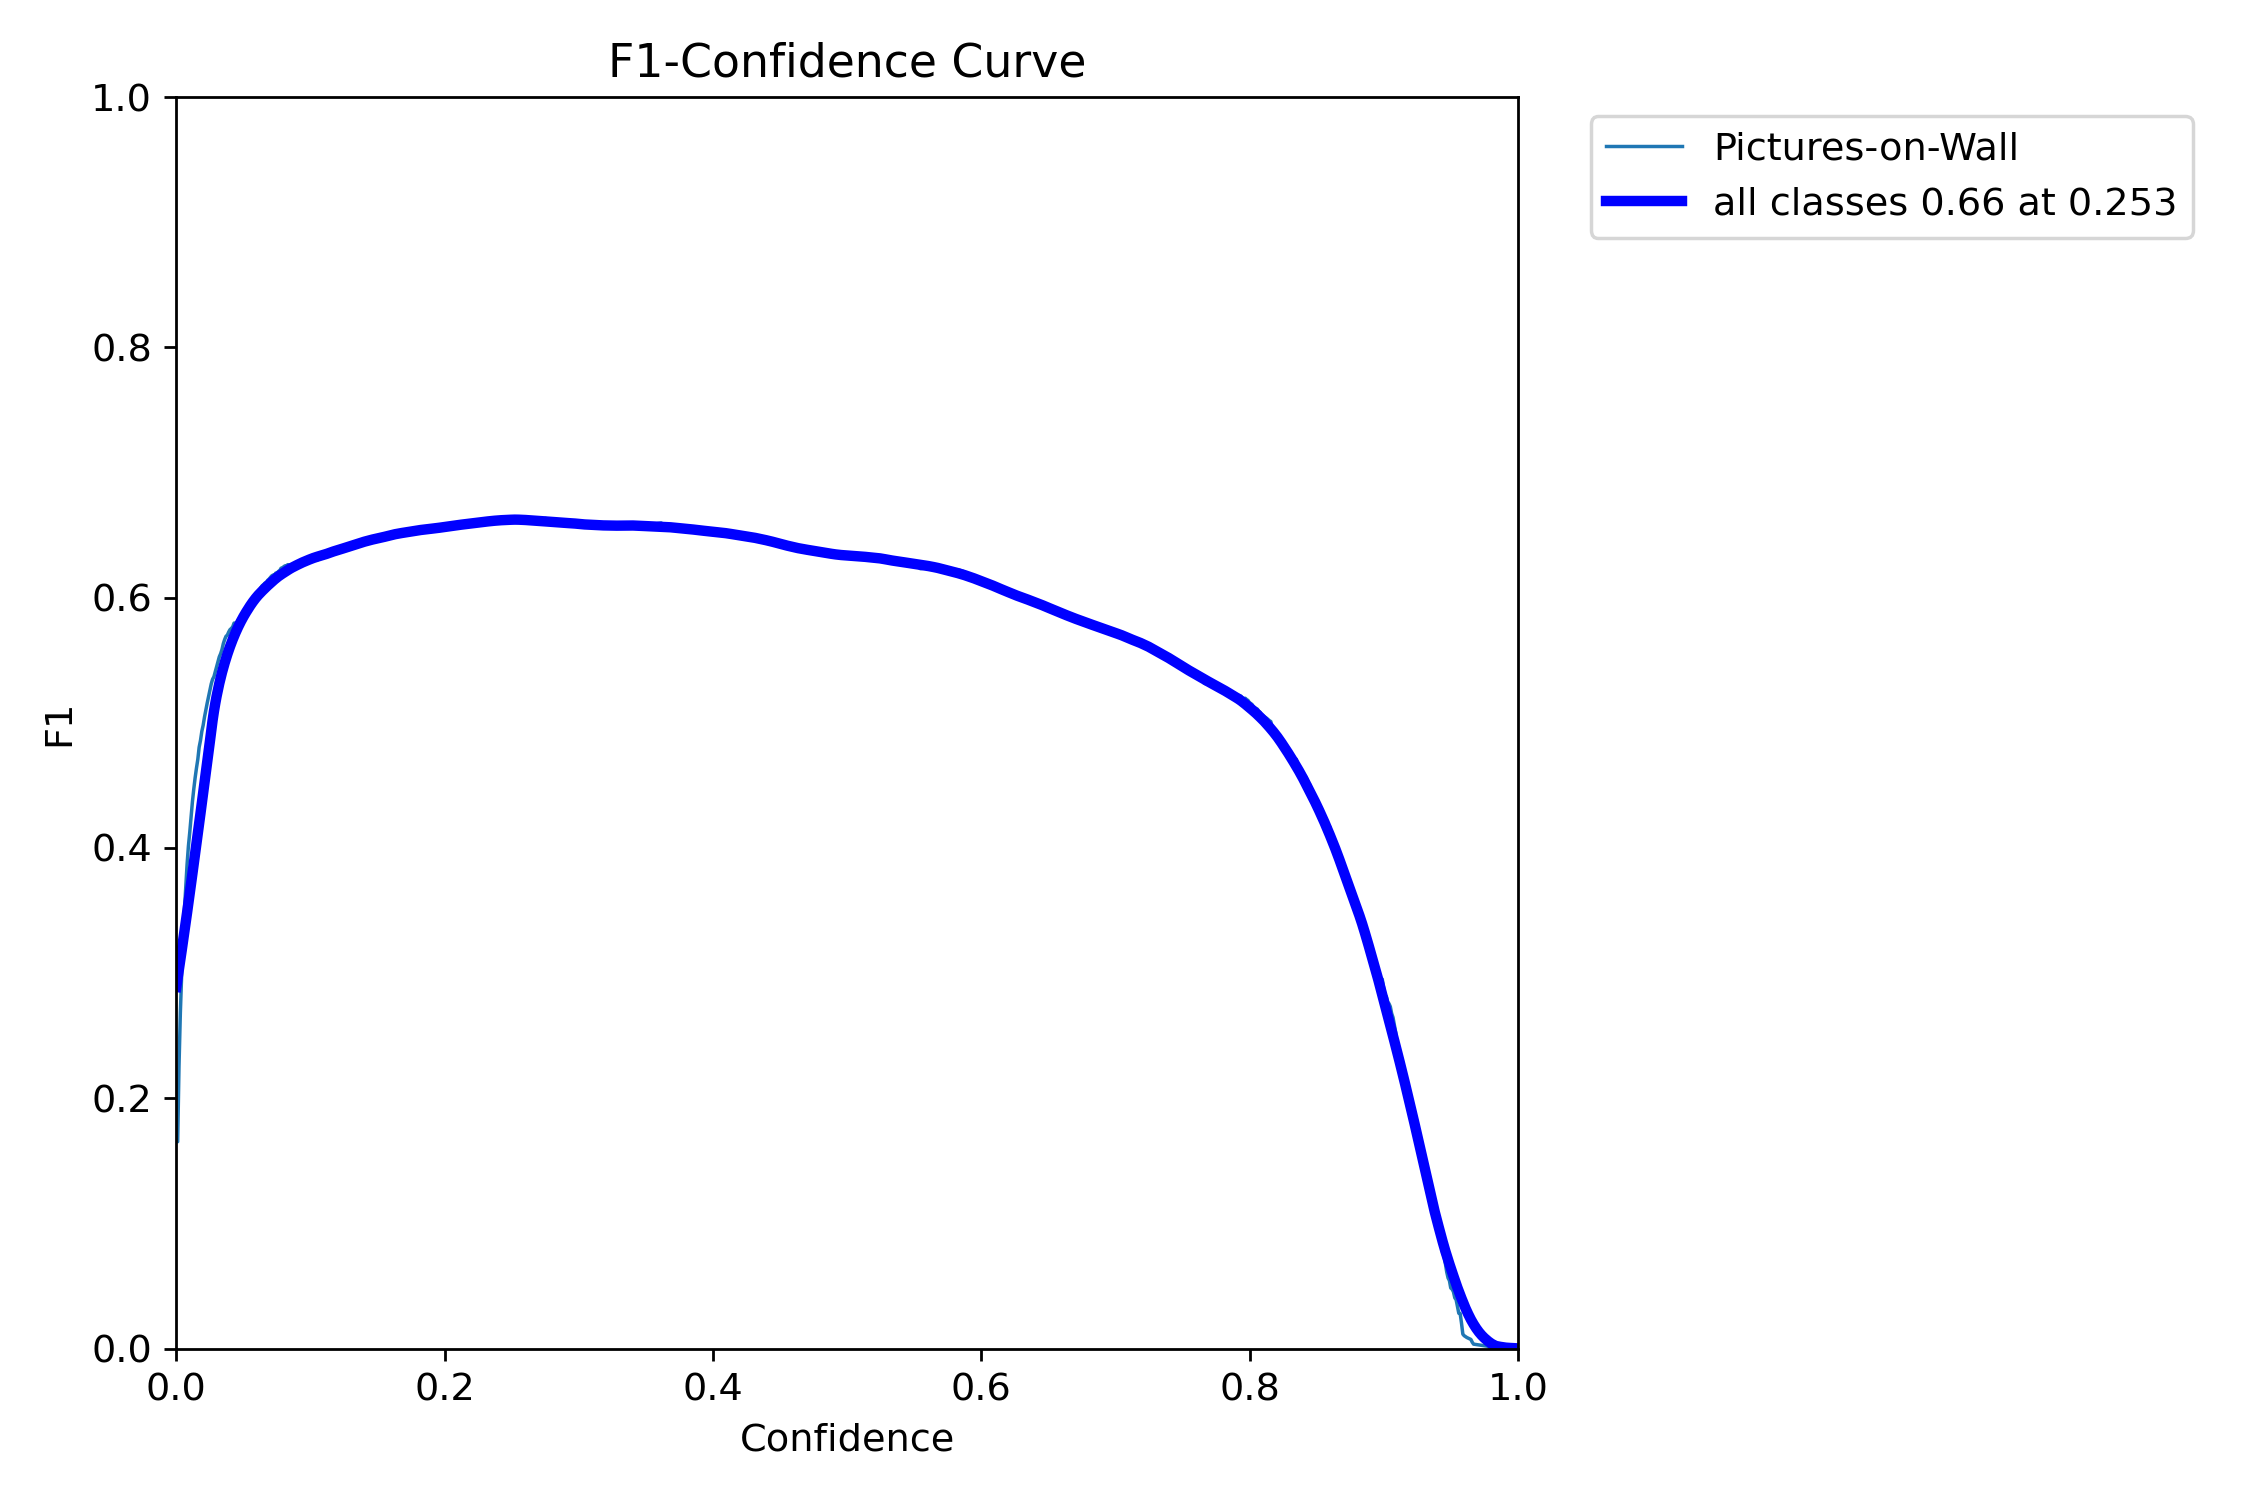 F1-Confidence Curve
1.0
0.8
0.6
0.4
0.2
0.0
F1
0.0 0.2 0.4 0.6 0.8 1.0
Confidence
Pictures-on-Wall
all classes 0.66 at 0.253